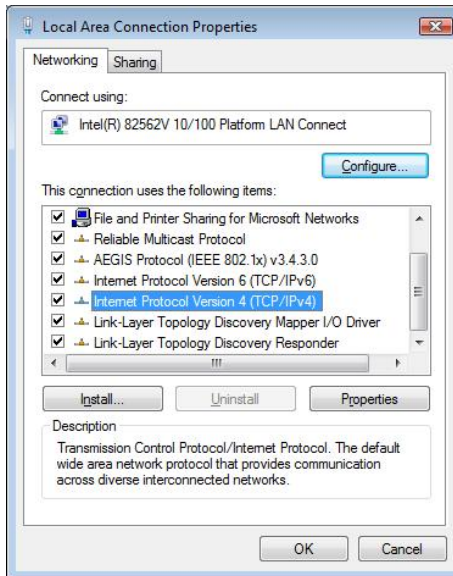 Local Area Connection Properties
Networking
Sharing
Connect using:
Intel(R) 82562V 10/100 Platform LAN Connect
Configure...
This connection uses the following items:
File and Printer Sharing for Microsoft Networks
Reliable Multicast Protocol
AEGIS Protocol (IEEE 802.1x) v3.4.3.0
Internet Protocol Version 6 (TCP/IPv6)
Internet Protocol Version 4 (TCP/IPv4)
Link-Layer Topology Discovery Mapper I/O Driver
Link-Layer Topology Discovery Responder
Install...
Uninstall
Properties
Description
Transmission Control Protocol/Internet Protocol. The default
wide area network protocol that provides communication
across diverse interconnected networks.
OK
Cancel